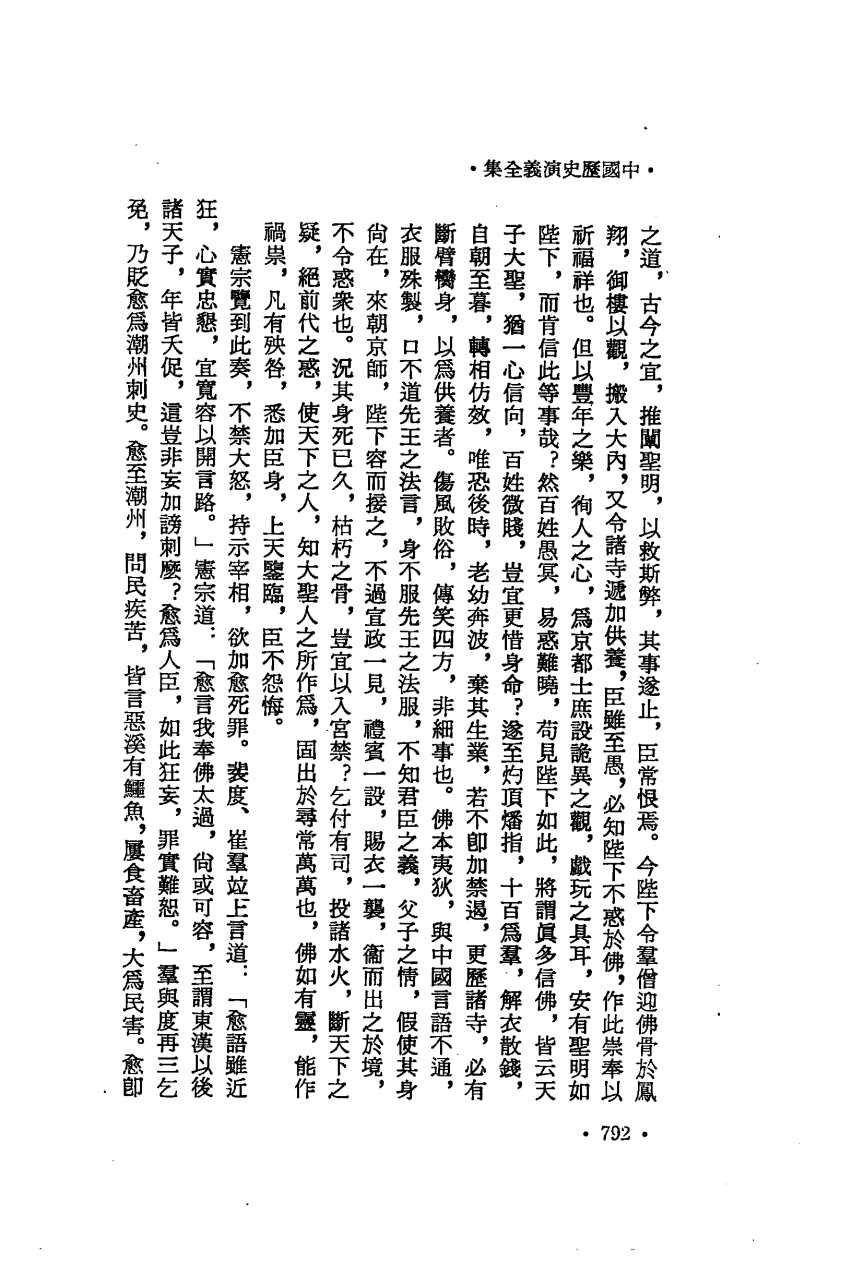 •中國歷史演義全集•
之道，古今之宜，推闡聖明，以救斯弊，其事遂止，臣常恨焉。今陛下令羣僧迎佛骨於鳳
翔，御樓以觀，搬入大內，又令諸寺遞加供養，臣雖至愚，必知陛下不惑於佛，作此崇奉以
祈福祥也。但以豐年之樂，徇人之心，爲京都士庶設詭異之觀，戲玩之具耳，安有聖明如
陛下，而肯信此等事哉？然百姓愚冥，易惑難曉，苟見陛下如此，將謂眞多信佛，皆云天
子大聖，猶一心信向，百姓微賤，豈宜更惜身命？遂至灼頂燔指，十百爲羣，解衣散錢，
自朝至暮，轉相仿效，唯恐後時，老幼奔波，棄其生業，若不卽加禁遏，更歷諸寺，必有
斷臂臠身，以爲供養者。傷風敗俗，傳笑四方，非細事也。佛本夷狄，與中國言語不通，
衣服殊製，口不道先王之法言，身不服先王之法服，不知君臣之義，父子之情，假使其身
尙在，來朝京師，陛下容而接之，不過宣政一見，禮賓一設，賜衣一襲，衞而出之於境，
不令惑衆也。況其身死已久，枯朽之骨，豈宜以入宮禁？乞付有司，投諸水火，斷天下之
疑，絕前代之惑，使天下之人，知大聖人之所作爲，固出於尋常萬萬也，佛如有靈，能作
禍祟，凡有殃咎，悉加臣身，上天鑒臨，臣不怨悔。
憲宗覽到此奏，不禁大怒，持示宰相，欲加愈死罪。裴度、崔羣竝上言道：「愈語雖近
狂，心實忠懇，宜寬容以開言路。」憲宗道：「愈言我奉佛太過，尙或可容，至謂東漢以後
諸天子，年皆夭促，這豈非妄加謗刺麼？愈爲人臣，如此狂妄，罪實難恕。」羣與度再三乞
免，乃貶愈爲潮州刺史。愈至潮州，問民疾苦，皆言惡溪有鱷魚，屢食畜產，大爲民害。愈卽
•792•